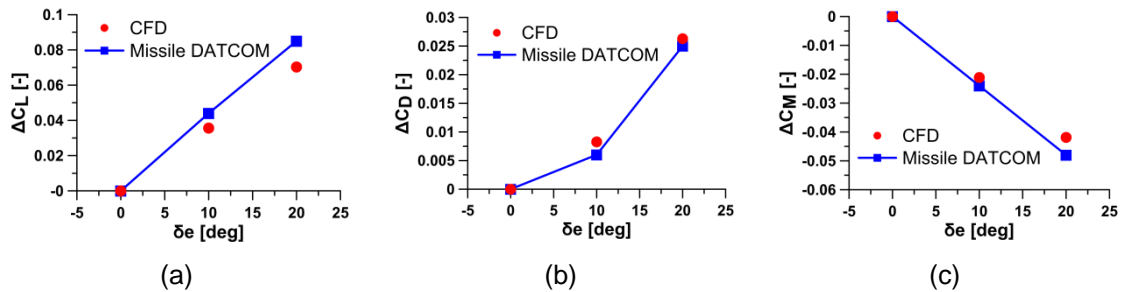 0.1
0.08
0.06
0.04
0.02
-0
ΔCL [-]
CFD
Missile DATCOM
-5 0 5 10 15 20 25
δe [deg]
(a)
0.03
0.025
0.02
0.015
0.01
0.005
0
ΔCD [-]
CFD
Missile DATCOM
-5 0 5 10 15 20 25
δe [deg]
(b)
0
-0.01
-0.02
-0.03
-0.04
-0.05
-0.06
ΔCM [-]
CFD
Missile DATCOM
-5 0 5 10 15 20 25
δe [deg]
(c)